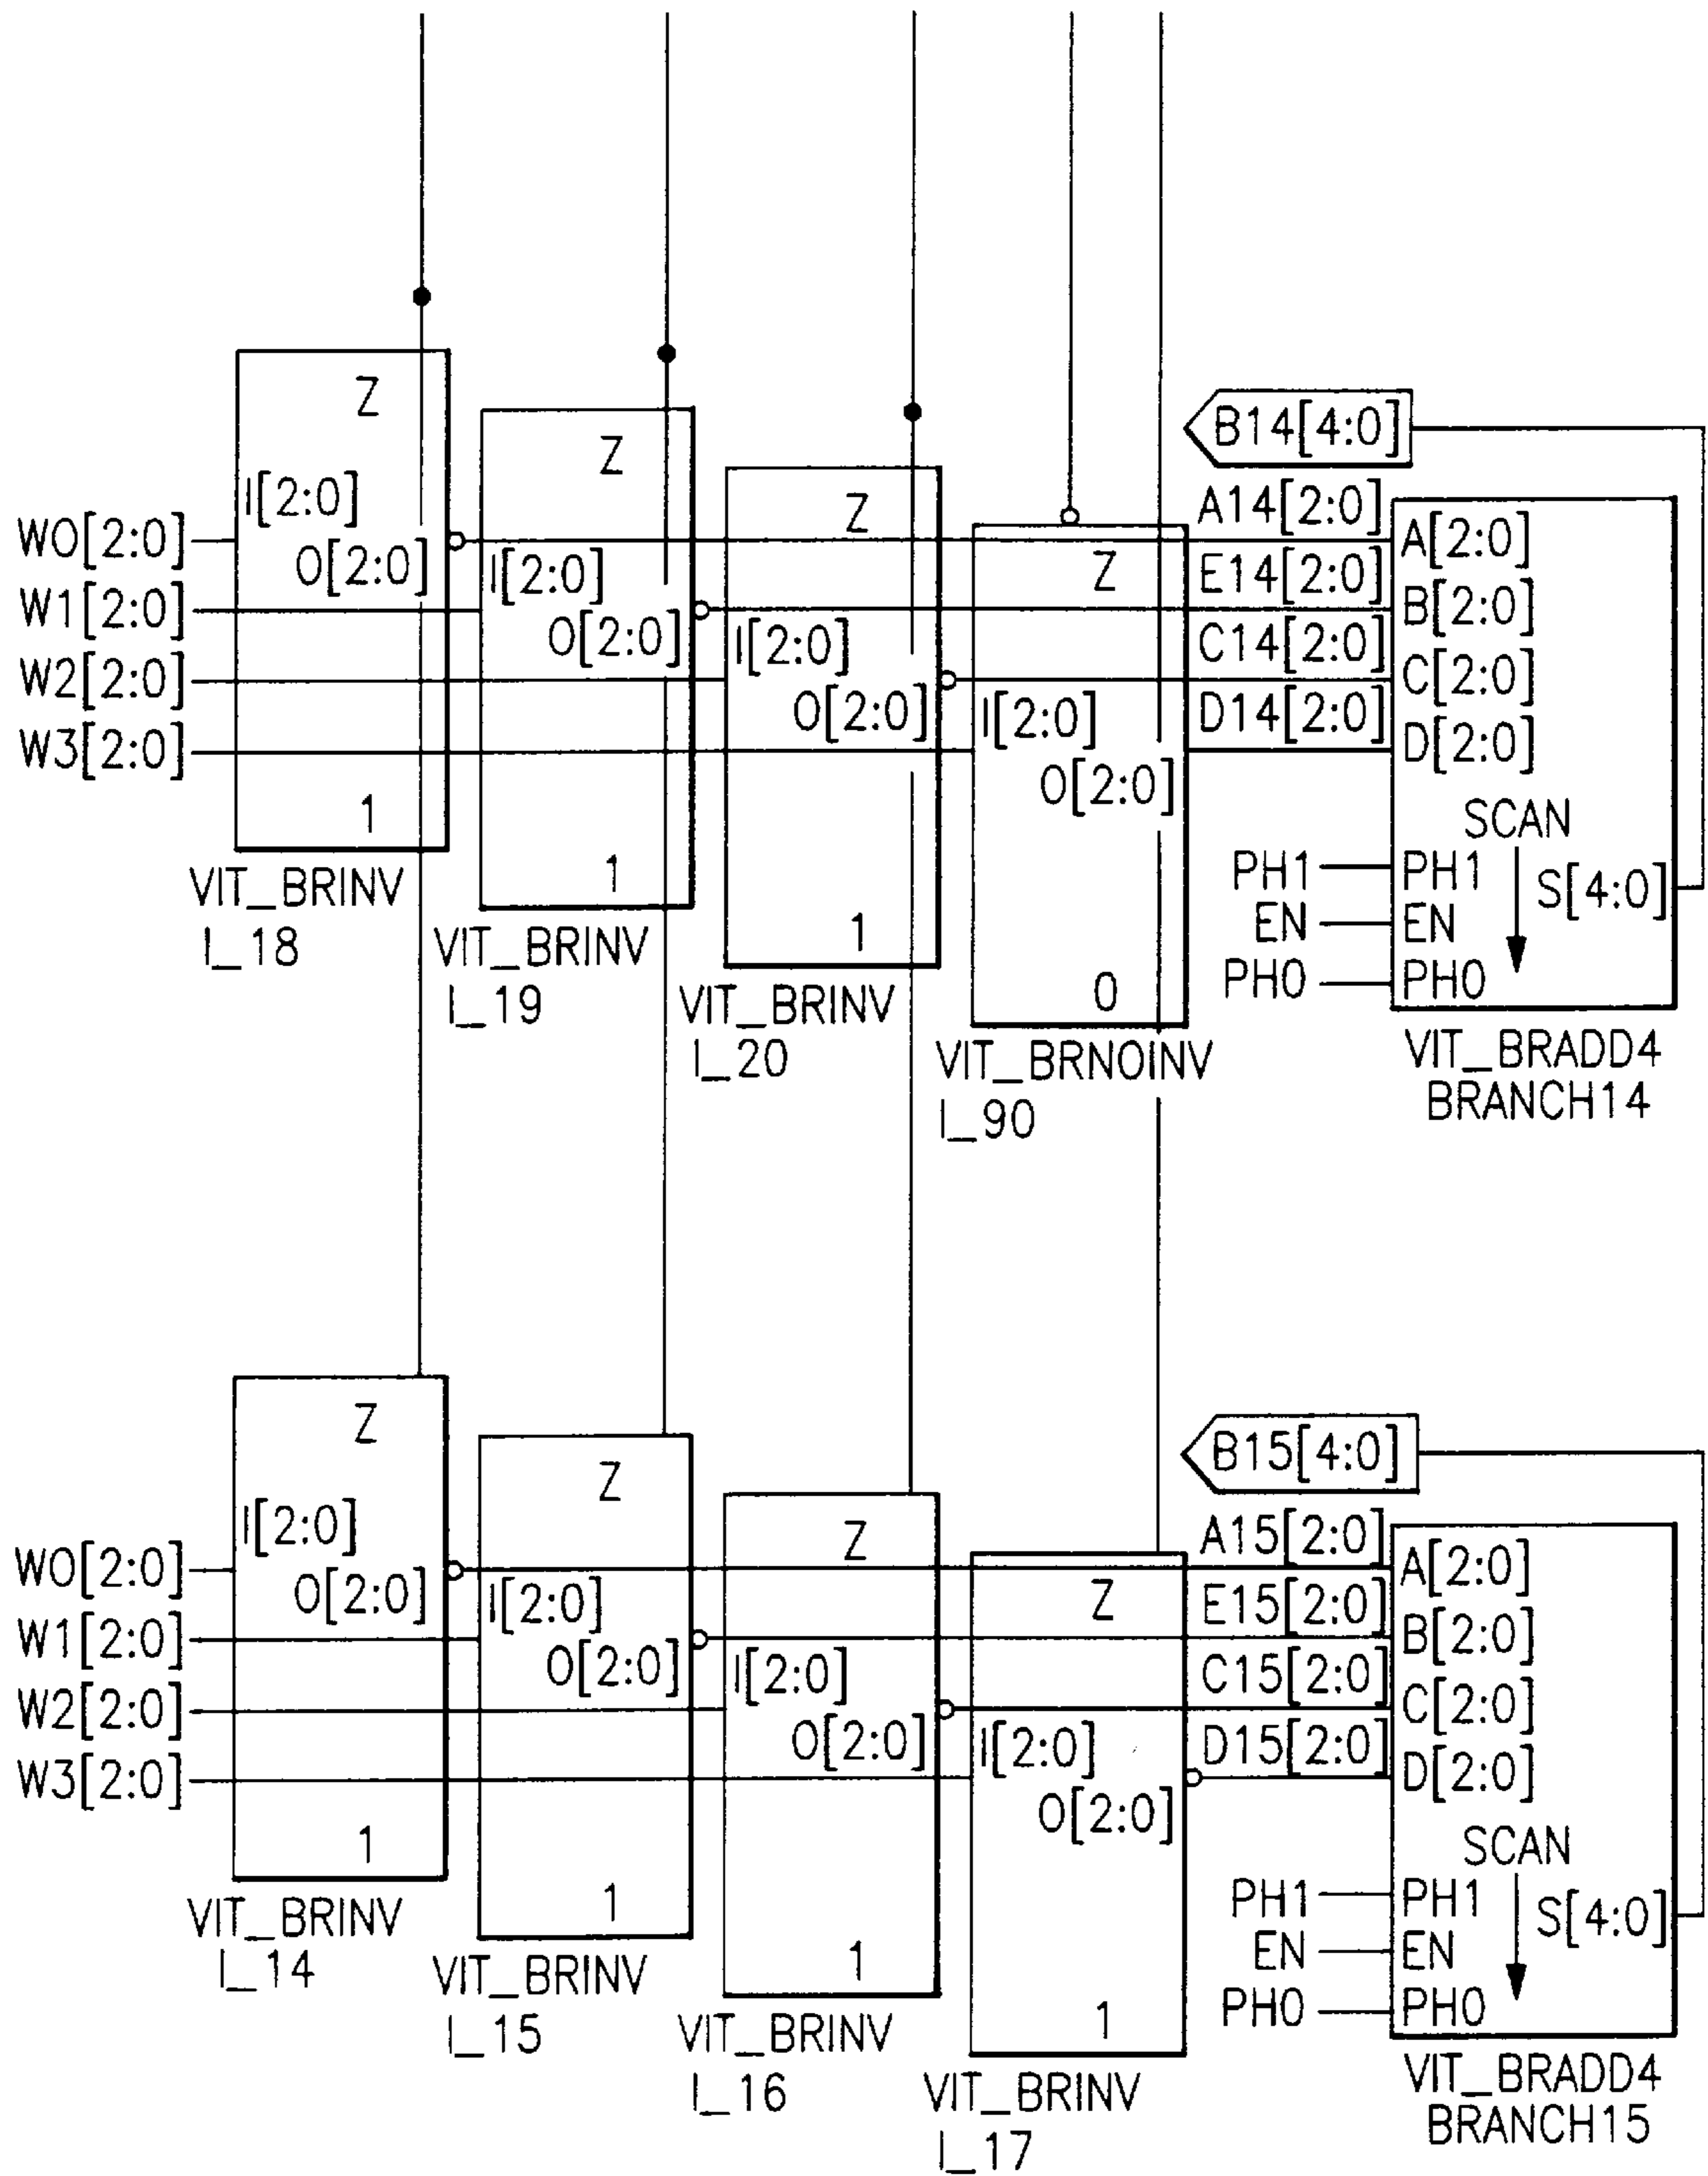 Z
Z
B14[4:0]
Z
I[2:0]
A14[2:0]
W0[2:0]
O[2:0]
A[2:0]
I[2:0]
Z
E14[2:0]
W1[2:0]
B[2:0]
O[2:0]
I[2:0]
C14[2:0]
W2[2:0]
C[2:0]
O[2:0]
I[2:0]
D14[2:0]
W3[2:0]
D[2:0]
O[2:0]
1
SCAN
PH1
PH1
S[4:0]
VIT_BRINV
I_18
1
EN
EN
VIT_BRINV
I_19
1
PH0
PH0
VIT_BRINV
I_20
0
VIT_BRNOINV
I_90
VIT_BRADD4
BRANCH14
Z
Z
B15[4:0]
Z
I[2:0]
A15[2:0]
W0[2:0]
O[2:0]
A[2:0]
I[2:0]
Z
E15[2:0]
W1[2:0]
B[2:0]
O[2:0]
I[2:0]
C15[2:0]
W2[2:0]
C[2:0]
O[2:0]
I[2:0]
D15[2:0]
W3[2:0]
D[2:0]
O[2:0]
1
SCAN
PH1
PH1
S[4:0]
VIT_BRINV
I_14
1
EN
EN
VIT_BRINV
I_15
1
PH0
PH0
VIT_BRINV
I_16
1
VIT_BRINV
I_17
VIT_BRADD4
BRANCH15